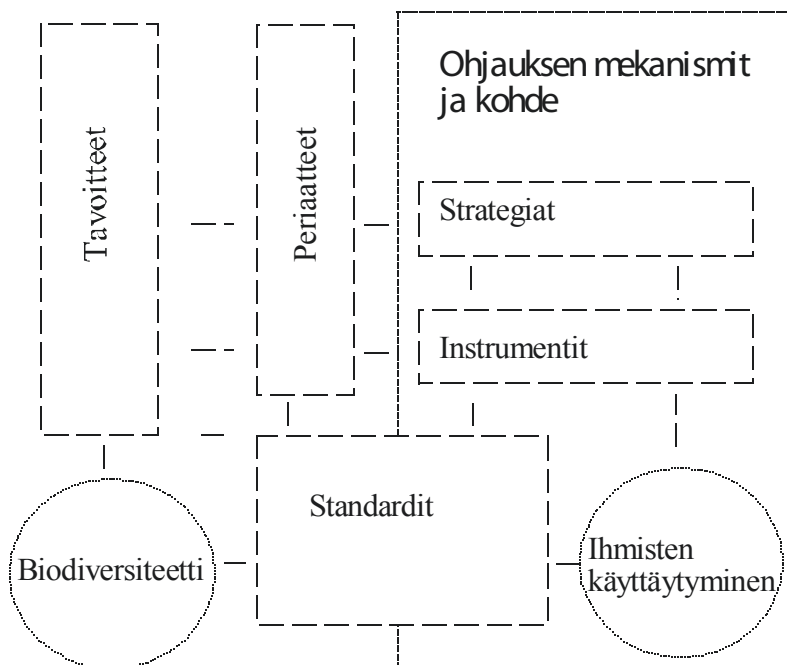 Tavoitteet
Periaatteet
Ohjauksen mekanismit
ja kohde
Strategiat
Instrumentit
Standardit
Biodiversiteetti
Ihmisten
käyttäytyminen